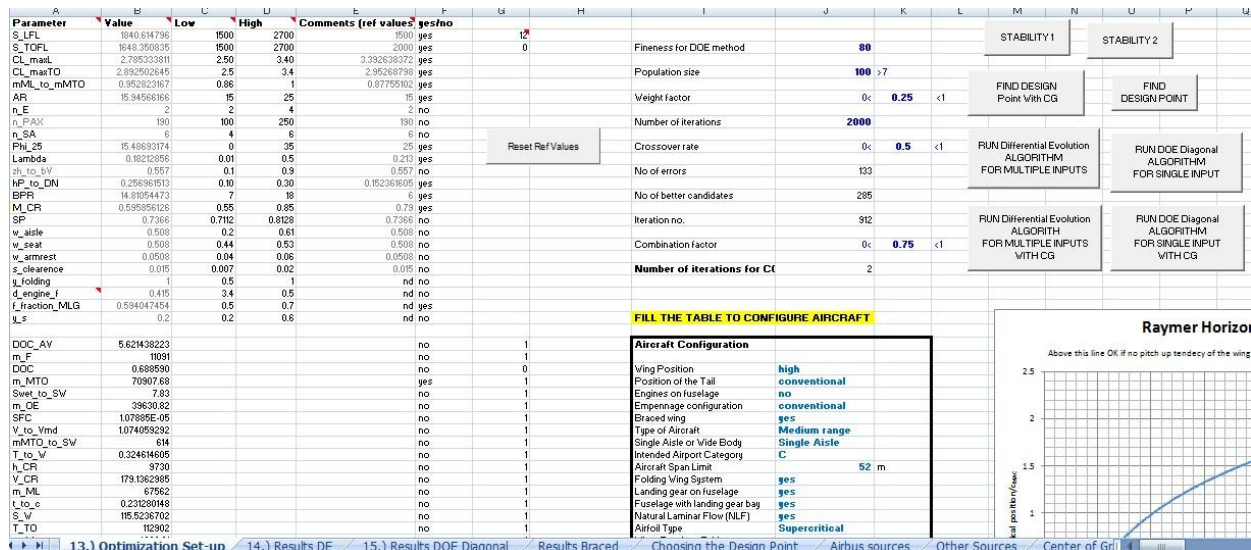 A B C D E F G H I J K L M N O P Q
Parameter Value Low High Comments (ref values) yes/no
S_LFL 1840.614796 1500 2700 1500 yes 12
S_TOFL 1648.350835 1500 2700 2000 yes 0 Fineness for DOE method 80
CL_maxL 2.785333811 2.50 3.40 3.392638372 yes
CL_maxTO 2.892502645 2.5 3.4 2.95268798 yes Population size 100 >7
mML_to_mMTO 0.952823167 0.86 1 0.87755102 yes
AR 15.94566166 15 25 15 yes Weight factor 0< 0.25 <1
n_E 2 2 4 2 no
n_PAX 190 100 250 190 no Number of iterations 2000
n_SA 6 4 6 6 no
Phi_25 15.48693174 0 35 25 yes Crossover rate 0< 0.5 <1
Lambda 0.18212856 0.01 0.5 0.213 yes
zh_to_bV 0.557 0.1 0.9 0.557 no No of errors 133
hP_to_DN 0.256961513 0.10 0.30 0.152361605 yes
BPR 14.81054473 7 18 6 yes No of better candidates 285
M_CR 0.595856126 0.55 0.85 0.79 yes
SP 0.7366 0.7112 0.8128 0.7366 no Iteration no. 912
w_aisle 0.508 0.2 0.61 0.508 no
w_seat 0.508 0.44 0.53 0.508 no Combination factor 0< 0.75 <1
w_armrest 0.0508 0.04 0.06 0.0508 no
s_clearence 0.015 0.007 0.02 0.015 no Number of iterations for C 2
y_folding 1 0.5 1 nd no
d_engine_f 0.415 3.4 0.5 nd no
f_fraction_MLG 0.594047454 0.5 0.7 nd yes
y_s 0.2 0.2 0.6 nd no FILL THE TABLE TO CONFIGURE AIRCRAFT
DOC_AV 5.621438223 no 1 Aircraft Configuration
m_F 11091 no 1
DOC 0.688590 no 0 Wing Position high
m_MTO 70907.68 yes 1 Position of the Tail conventional
Swet_to_SW 7.83 no 1 Engines on fuselage no
m_OE 39630.82 no 1 Empennage configuration conventional
SFC 1.07885E-05 no 1 Braced wing yes
V_to_Vmd 1.074059292 no 1 Type of Aircraft Medium range
mMTO_to_SW 614 no 1 Single Aisle or Wide Body Single Aisle
T_to_W 0.324614605 no 1 Intended Airport Category C
h_CR 9730 no 1 Aircraft Span Limit 52 m
V_CR 179.1362985 no 1 Folding Wing System yes
m_ML 67562 no 1 Landing gear on fuselage yes
t_to_c 0.231280148 no 1 Fuselage with landing gear bay yes
S_W 115.5236702 no 1 Natural Laminar Flow (NLF) yes
T_TO 112902 no 1 Airfoil Type Supercritical
Reset Ref Values
STABILITY 1
STABILITY 2
FIND DESIGN
Point With CG
FIND
DESIGN POINT
RUN Differential Evolution
ALGORITHM
FOR MULTIPLE INPUTS
RUN DOE Diagonal
ALGORITHM
FOR SINGLE INPUT
RUN Differential Evolution
ALGORITH
FOR MULTIPLE INPUTS
WITH CG
RUN DOE Diagonal
ALGORITHM
FOR SINGLE INPUT
WITH CG
Raymer Horizo
Above this line OK if no pitch up tendecy of the wing
2.5
2
1.5
1
13.) Optimization Set-up 14.) Results DE 15.) Results DOE Diagonal Results Braced Choosing the Design Point Airbus sources Other Sources Center of Gr